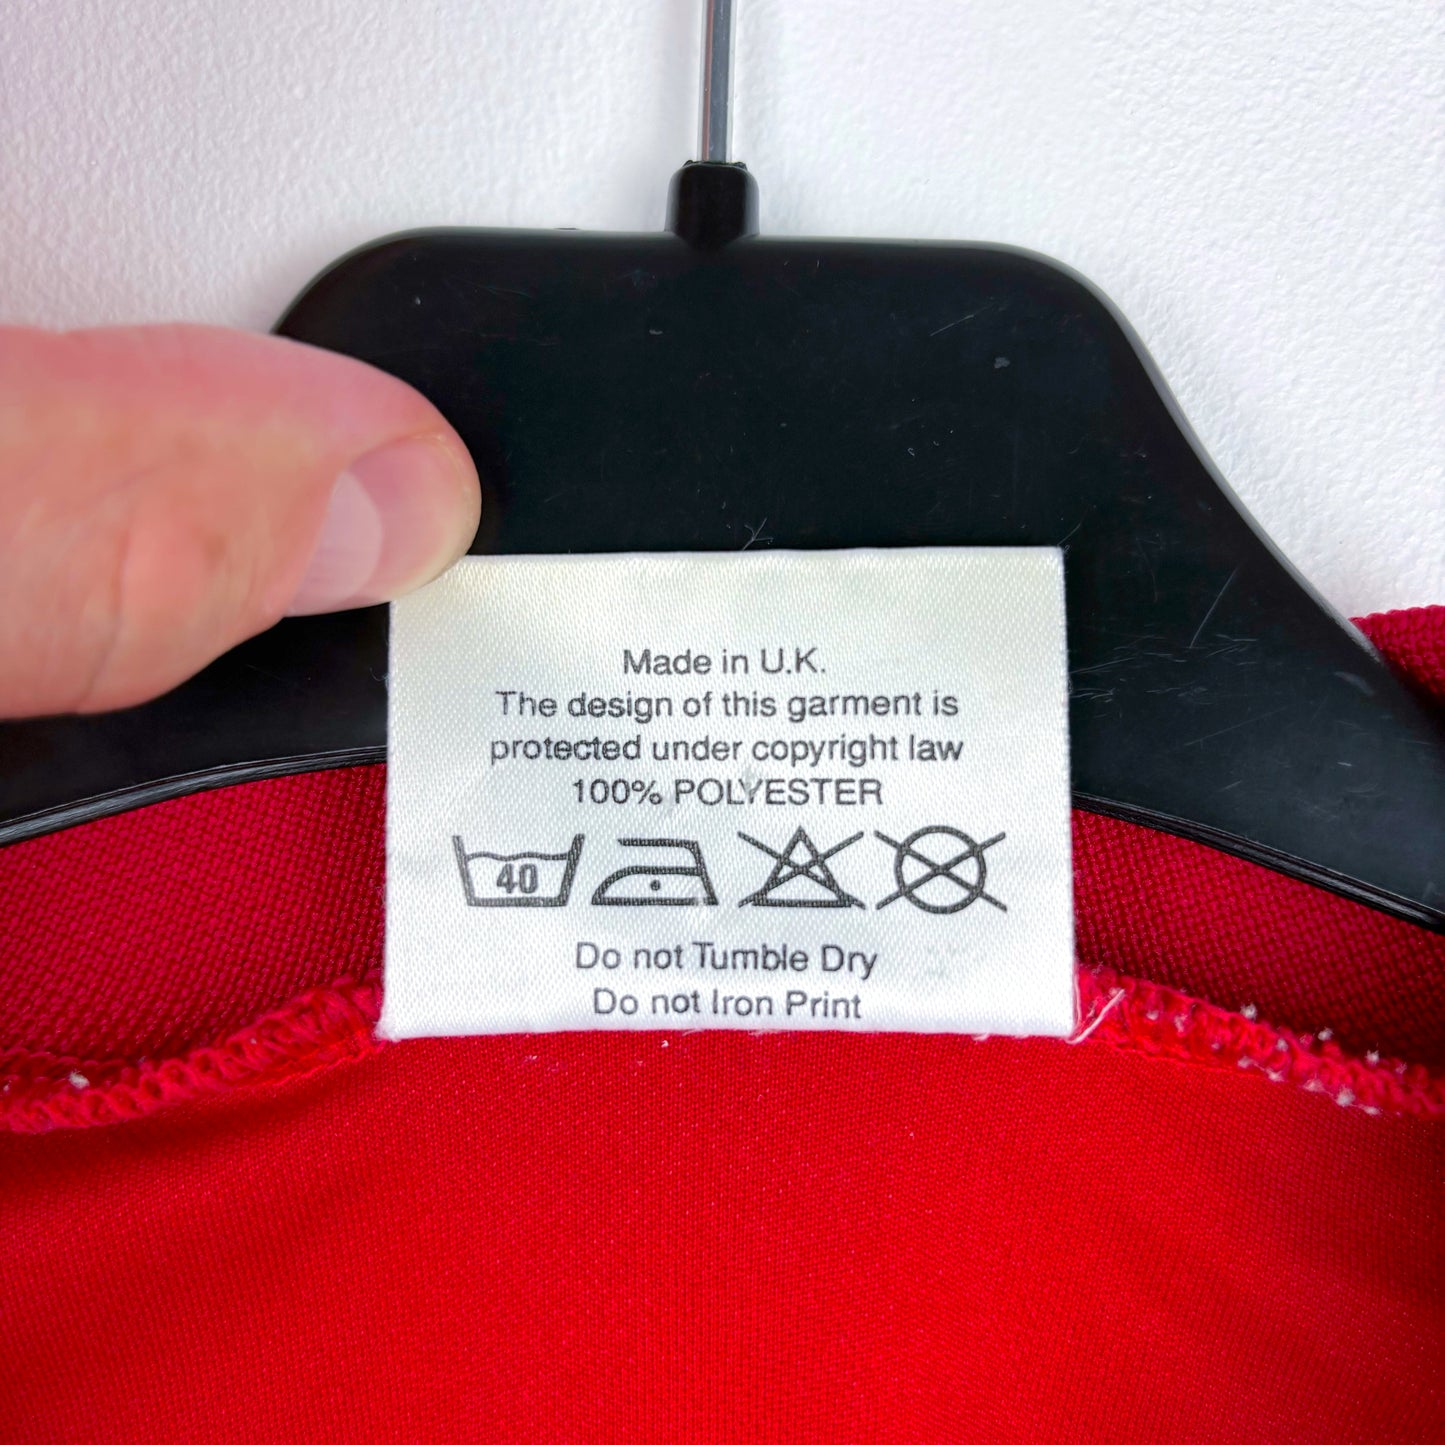 Made in U.K.
The design of this garment is
protected under copyright law
100% POLYESTER
40
Do not Tumble Dry
Do not Iron Print